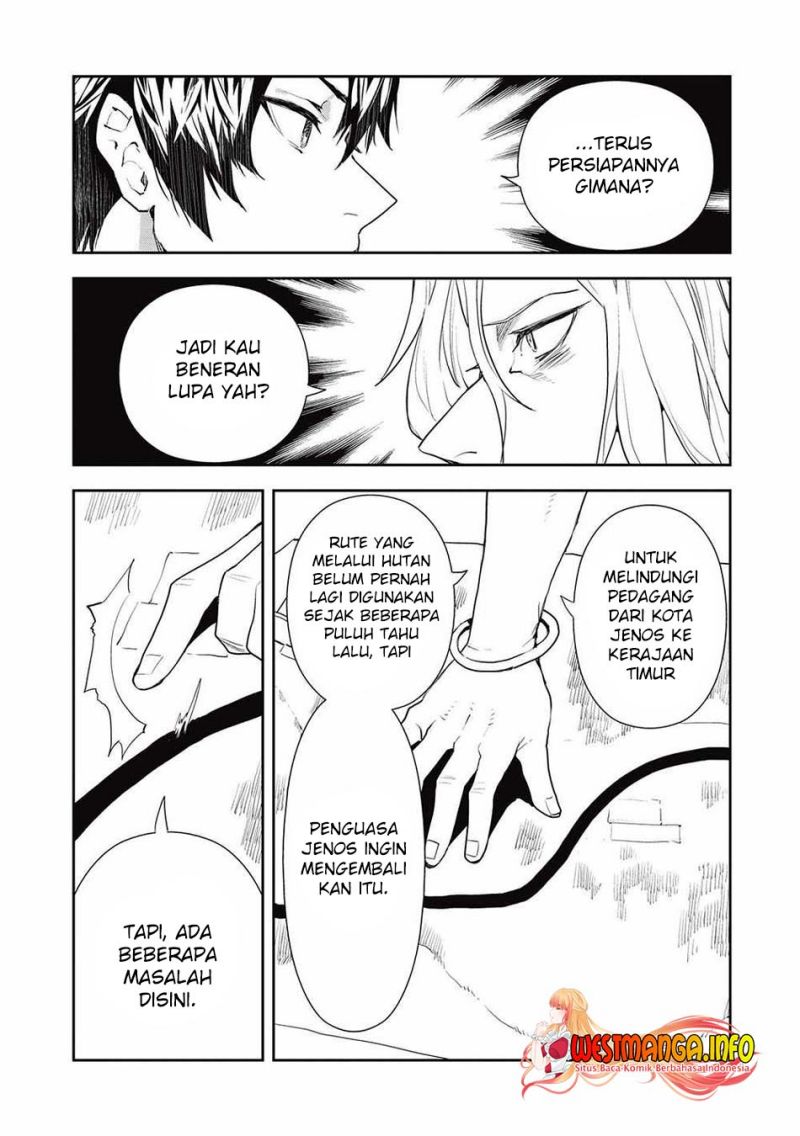 ...TERUS
PERSIAPANNYA
GIMANA?
JADI KAU
BENERAN
LUPA YAH?
UNTUK
MELINDUNGI
PEDAGANG
DARI KOTA
JENOS KE
KERAJAAN
TIMUR
RUTE YANG
MELALUI HUTAN
BELUM PERNAH
LAGI DIGUNAKAN
SEJAK BEBERAPA
PULUH TAHU
LALU, TAPI
PENGUASA
JENOS INGIN
MENGEMBALI
KAN ITU.
TAPI, ADA
BEBERAPA
MASALAH
DISINI.
WESTMANGA.INFO
Situs Baca Komik Berbahasa Indonesia